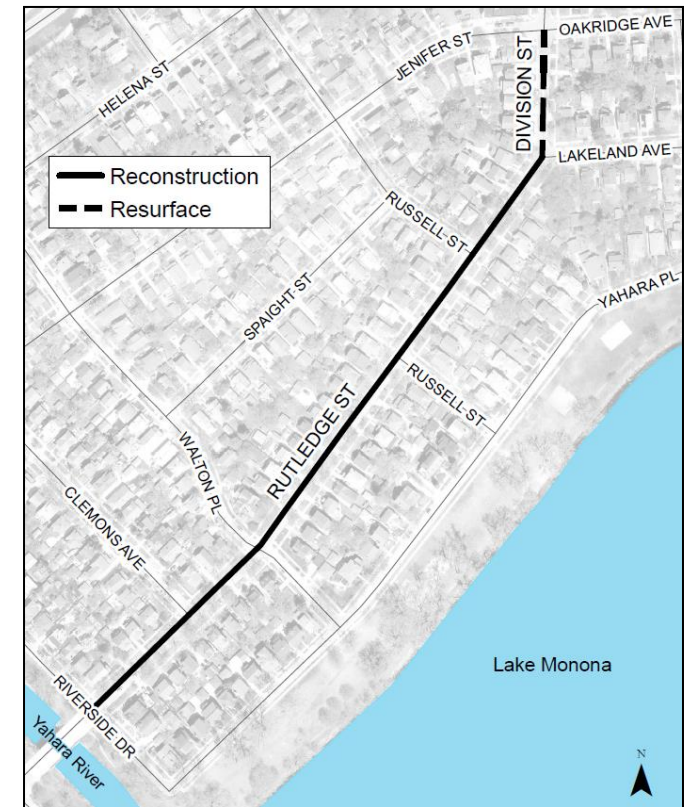 OAKRIDGE AVE
JENIFER ST
DIVISION ST
HELENA ST
LAKELAND AVE
Reconstruction
Resurface
RUSSELL ST
YAHARA PL
SPAIGHT ST
RUSSELL ST
RUTLEDGE ST
WALTON PL
CLEMONS AVE
Lake Monona
RIVERSIDE DR
Yahara River
N